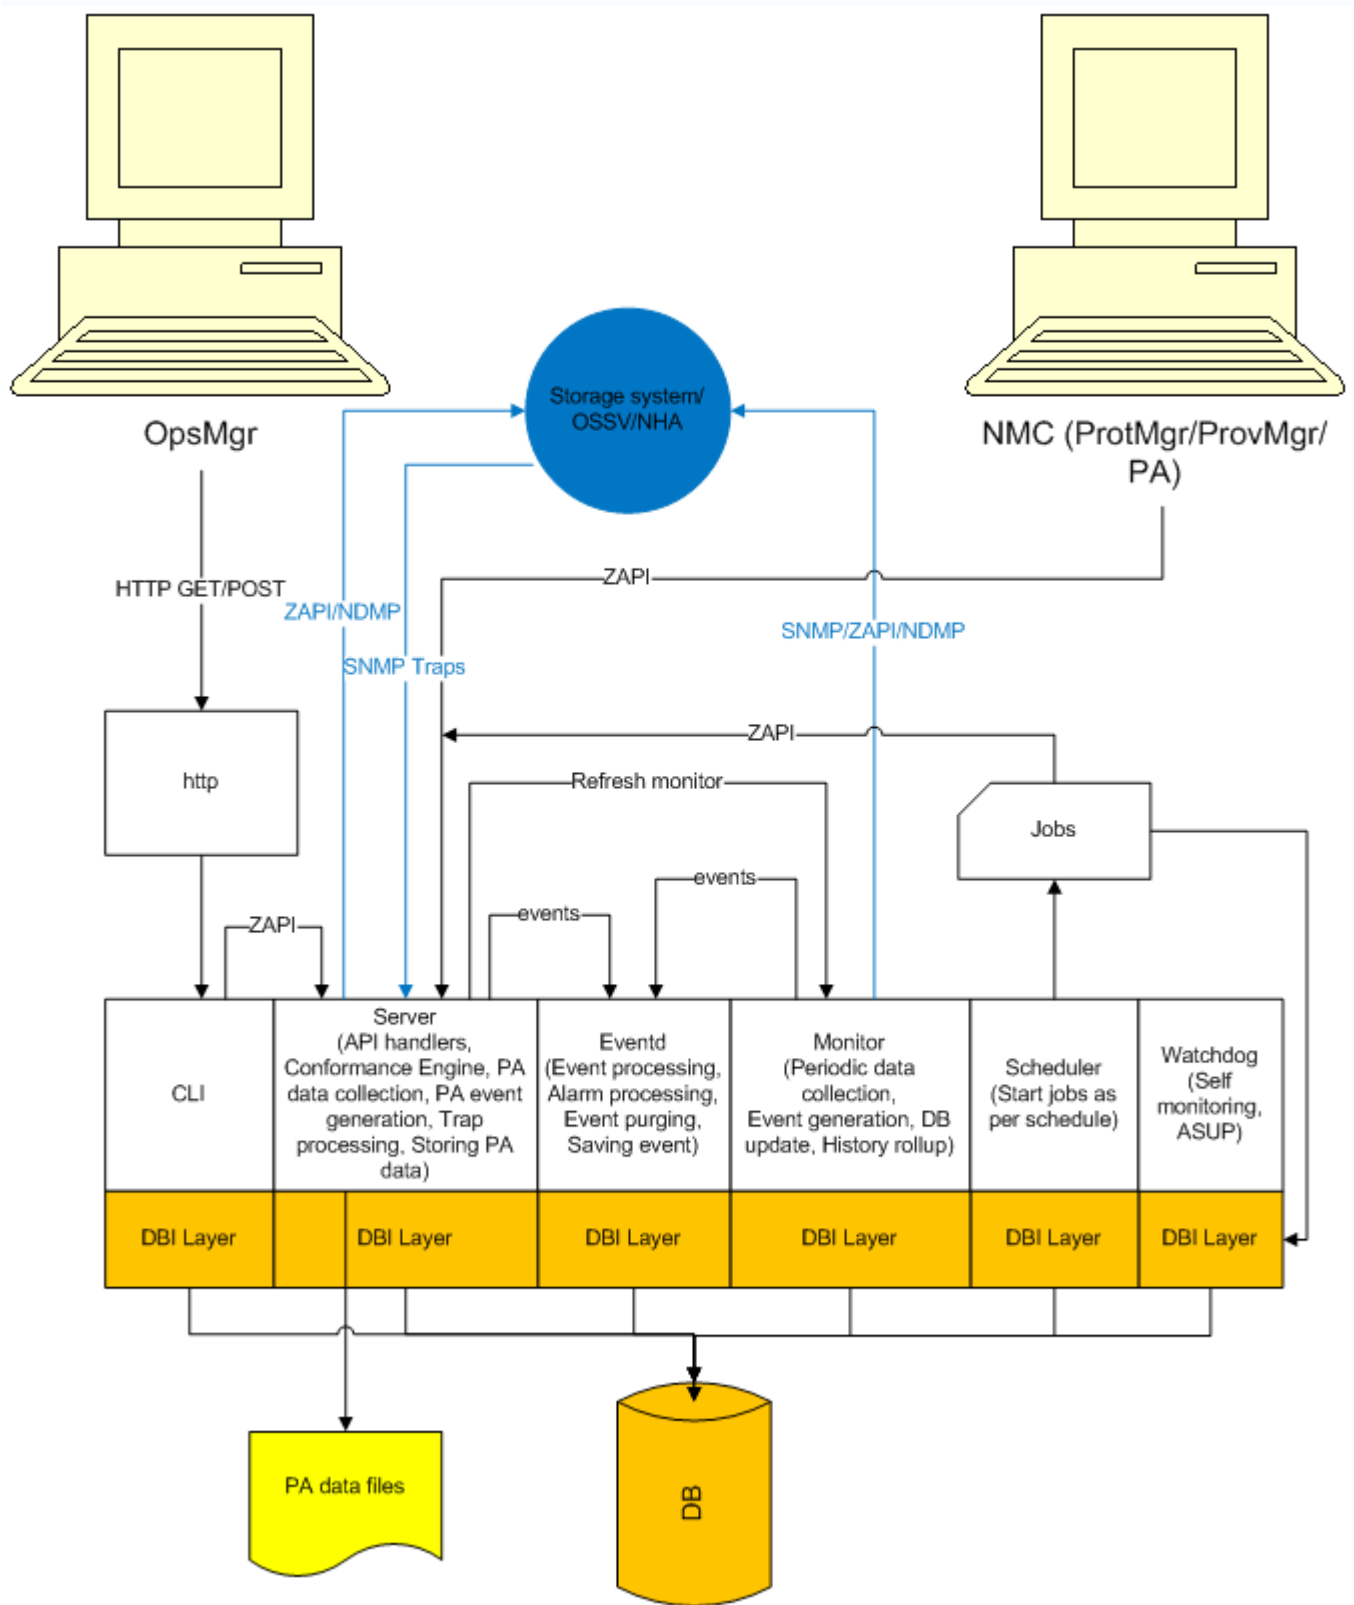 OpsMgr
NMC (ProtMgr/ProvMgr/
PA)
Storage system/
OSSV/NHA
HTTP GET/POST
ZAPI/NDMP
ZAPI
SNMP/ZAPI/NDMP
SNMP Traps
http
ZAPI
Refresh monitor
Jobs
events
events
ZAPI
CLI
Server
(API handlers,
Conformance Engine, PA
data collection, PA event
generation, Trap
processing, Storing PA
data)
Eventd
(Event processing,
Alarm processing,
Event purging,
Saving event)
Monitor
(Periodic data
collection,
Event generation, DB
update, History rollup)
Scheduler
(Start jobs as
per schedule)
Watchdog
(Self
monitoring,
ASUP)
DBI Layer
DBI Layer
DBI Layer
DBI Layer
DBI Layer
DBI Layer
PA data files
DB